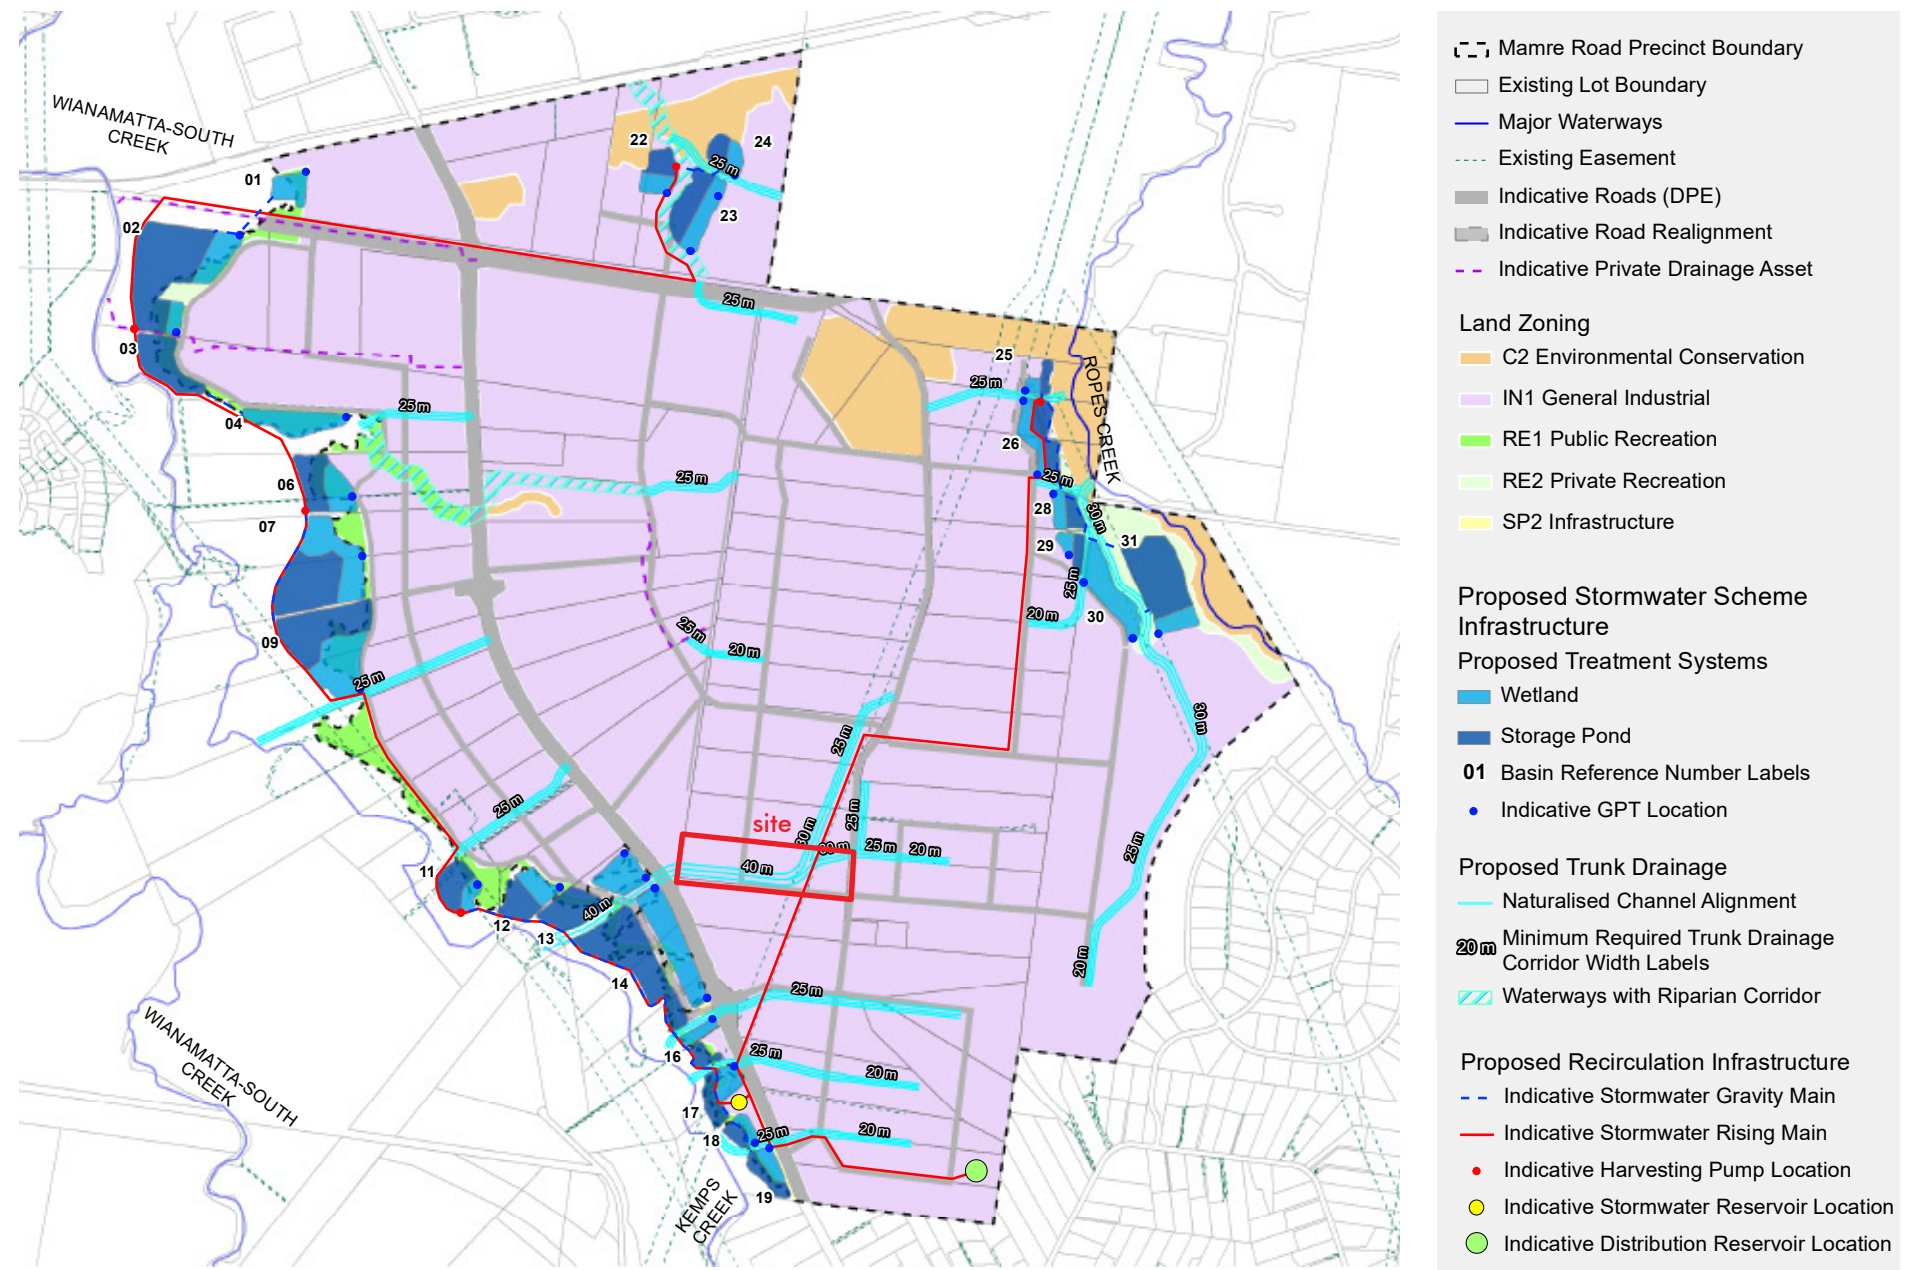 WIANAMATTA-SOUTH
CREEK
01
02
03
04
06
07
09
11
12
13
14
16
17
18
19
22
24
23
25 m
25 m
25
25 m
26
ROPES CREEK
25 m
28
30 m
29
31
25 m
20 m
30
25 m
25 m
25 m
20 m
25 m
30 m
25 m
25 m
site
60 m
25 m
25 m
20 m
40 m
40 m
25 m
20 m
25 m
25 m
20 m
25 m
20 m
WIANAMATTA-SOUTH
CREEK
KEMPS
CREEK
Mamre Road Precinct Boundary
Existing Lot Boundary
Major Waterways
Existing Easement
Indicative Roads (DPE)
Indicative Road Realignment
Indicative Private Drainage Asset
Land Zoning
C2 Environmental Conservation
IN1 General Industrial
RE1 Public Recreation
RE2 Private Recreation
SP2 Infrastructure
Proposed Stormwater Scheme
Infrastructure
Proposed Treatment Systems
Wetland
Storage Pond
01 Basin Reference Number Labels
Indicative GPT Location
Proposed Trunk Drainage
Naturalised Channel Alignment
20 m Minimum Required Trunk Drainage
Corridor Width Labels
Waterways with Riparian Corridor
Proposed Recirculation Infrastructure
Indicative Stormwater Gravity Main
Indicative Stormwater Rising Main
Indicative Harvesting Pump Location
Indicative Stormwater Reservoir Location
Indicative Distribution Reservoir Location